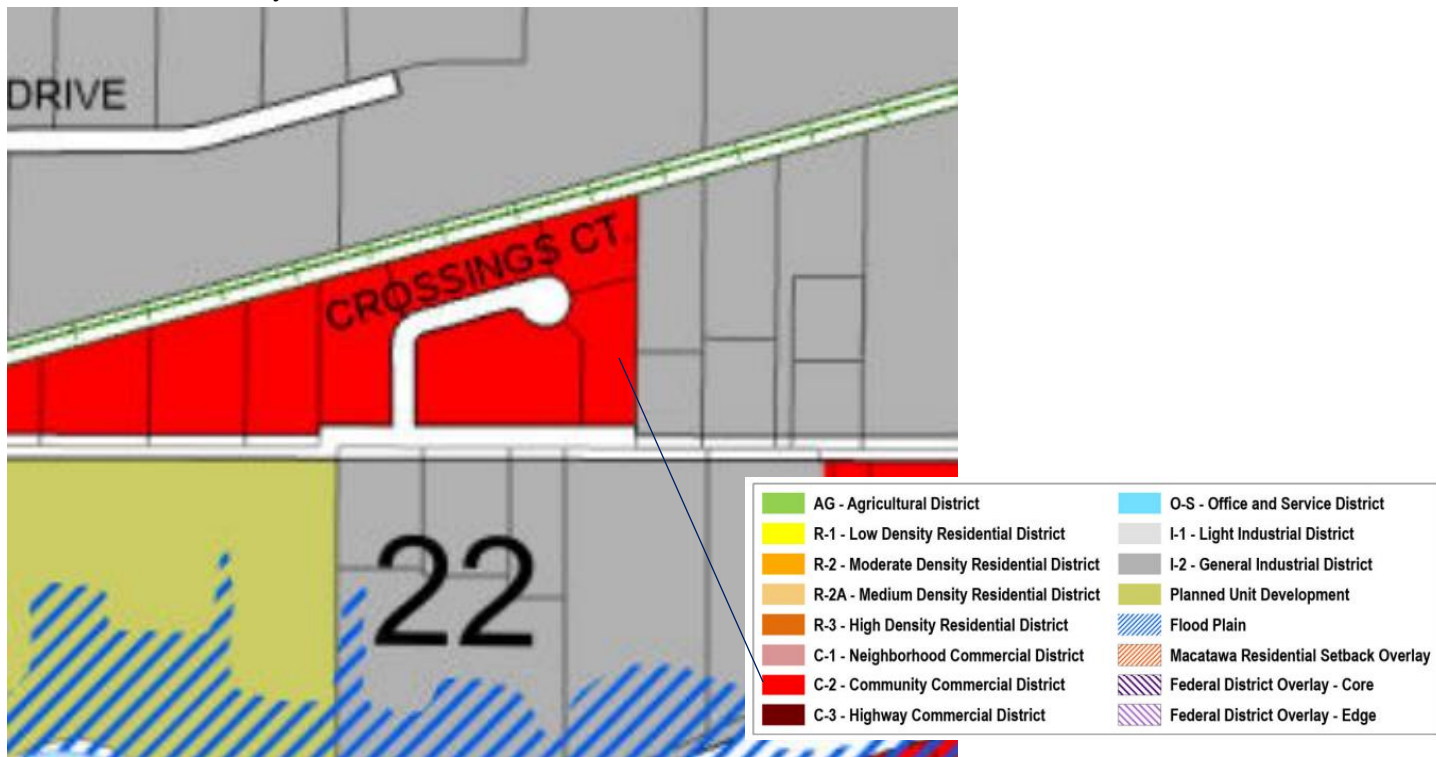 DRIVE
CROSSINGS CT.
22
AG - Agricultural District
R-1 - Low Density Residential District
R-2 - Moderate Density Residential District
R-2A - Medium Density Residential District
R-3 - High Density Residential District
C-1 - Neighborhood Commercial District
C-2 - Community Commercial District
C-3 - Highway Commercial District
O-S - Office and Service District
I-1 - Light Industrial District
I-2 - General Industrial District
Planned Unit Development
Flood Plain
Macatawa Residential Setback Overlay
Federal District Overlay - Core
Federal District Overlay - Edge